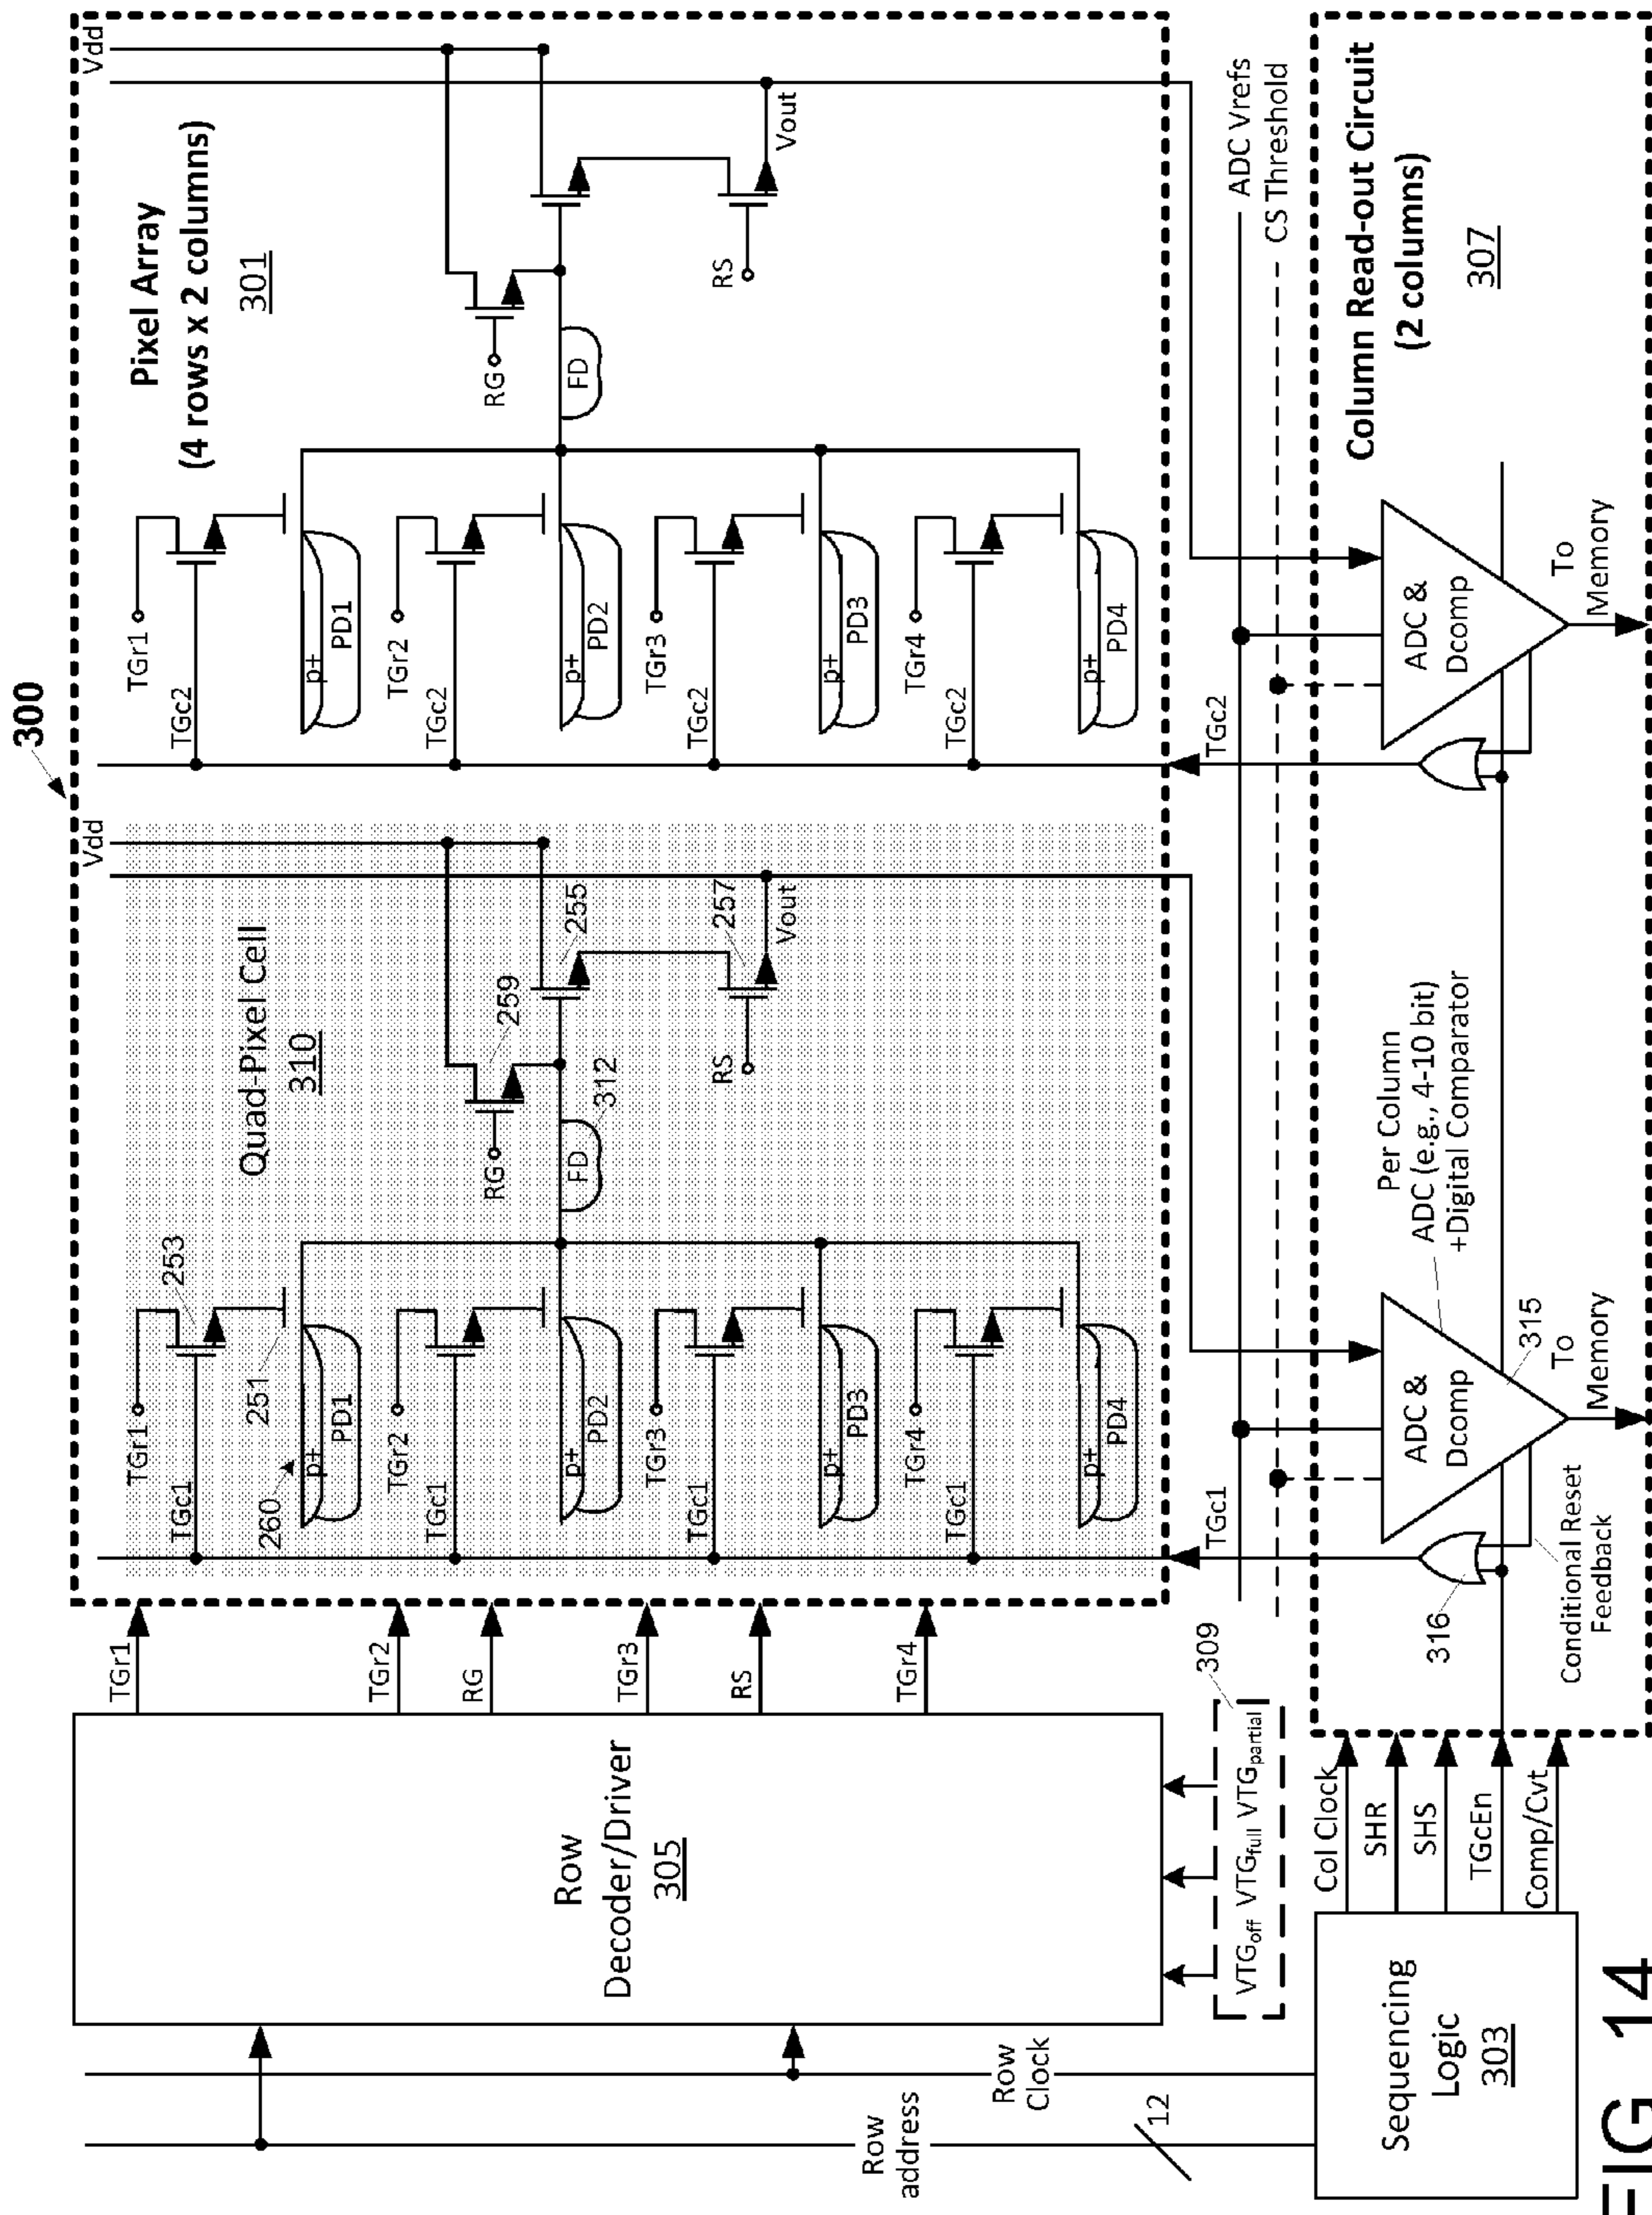 300
Pixel Array
(4 rows x 2 columns)
301
Vdd
Vdd
Quad-Pixel Cell
310
TGr1
253
TGc1
251
260
p+
PD1
TGr2
TGc1
p+
PD2
TGr3
TGc1
p+
PD3
TGr4
TGc1
p+
PD4
RG
259
FD
312
255
RS
257
Vout
TGr1
TGc2
p+
PD1
TGr2
TGc2
p+
PD2
TGr3
TGc2
p+
PD3
TGr4
TGc2
p+
PD4
RG
FD
RS
Vout
TGr1
TGr2
RG
TGr3
RS
TGr4
Row
Decoder/Driver
305
309
VTGoff VTGfull VTGpartial
Row
address
Row
Clock
12
Sequencing
Logic
303
Col Clock
SHR
SHS
TGcEn
Comp/Cvt
TGc1
TGc2
ADC Vrefs
CS Threshold
Column Read-out Circuit
(2 columns)
307
316
Conditional Reset
Feedback
ADC &
Dcomp
315
To
Memory
Per Column
ADC (e.g., 4-10 bit)
+Digital Comparator
ADC &
Dcomp
To
Memory
FIG 14